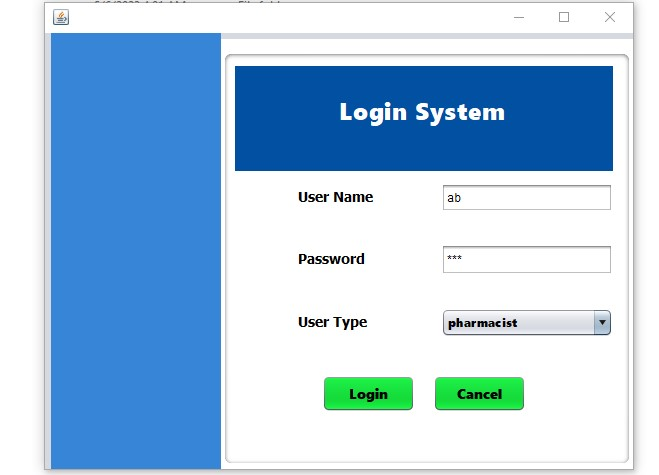 Login System
User Name ab
Password ***
User Type pharmacist
Login Cancel